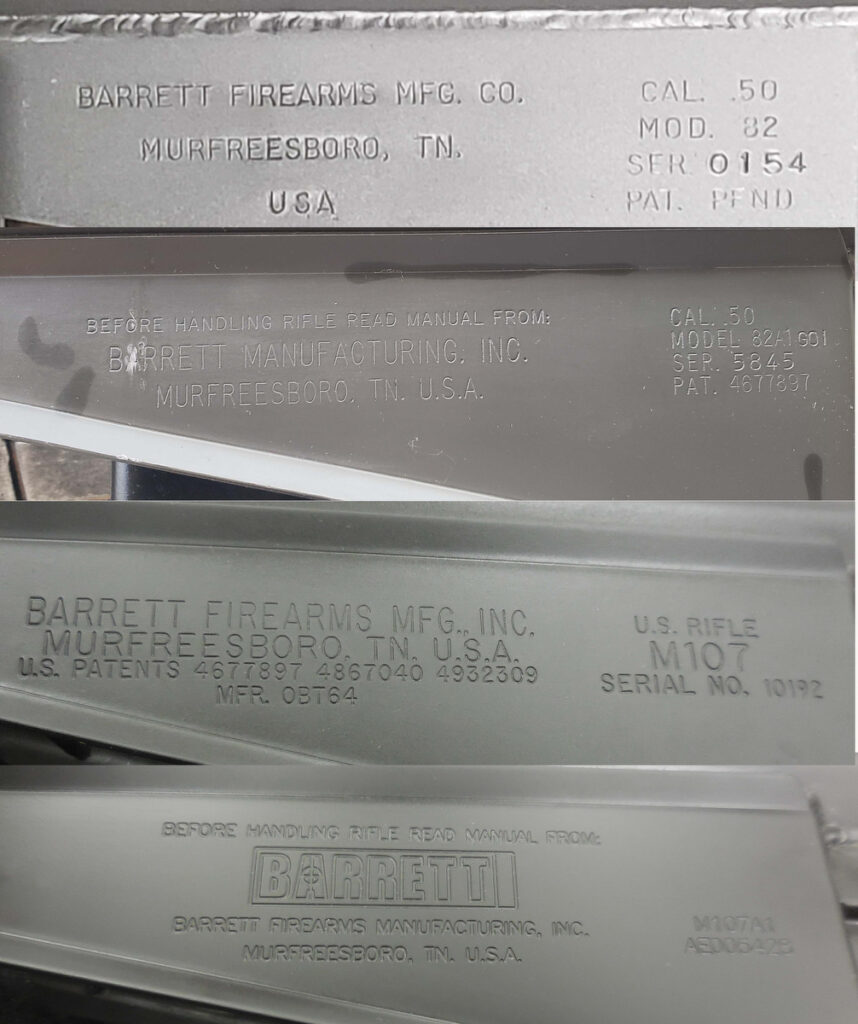 BARRETT FIREARMS MFG. CO.
MURFREESBORO, TN.
USA
CAL. .50
MOD. 82
SER 0154
PAT. PEND
BEFORE HANDLING RIFLE READ MANUAL FROM:
BARRETT MANUFACTURING, INC.
MURFREESBORO, TN. U.S.A.
CAL. .50
MODEL 82A1 G01
SER. 5845
PAT. 4677897
BARRETT FIREARMS MFG., INC.
MURFREESBORO, TN. U.S.A.
U.S. PATENTS 4677897 4867040 4932309
MFR. OBT64
U.S. RIFLE
M107
SERIAL NO. 10192
BEFORE HANDLING RIFLE READ MANUAL FROM:
BARRETT
BARRETT FIREARMS MANUFACTURING, INC.
MURFREESBORO, TN. U.S.A.
M107A1